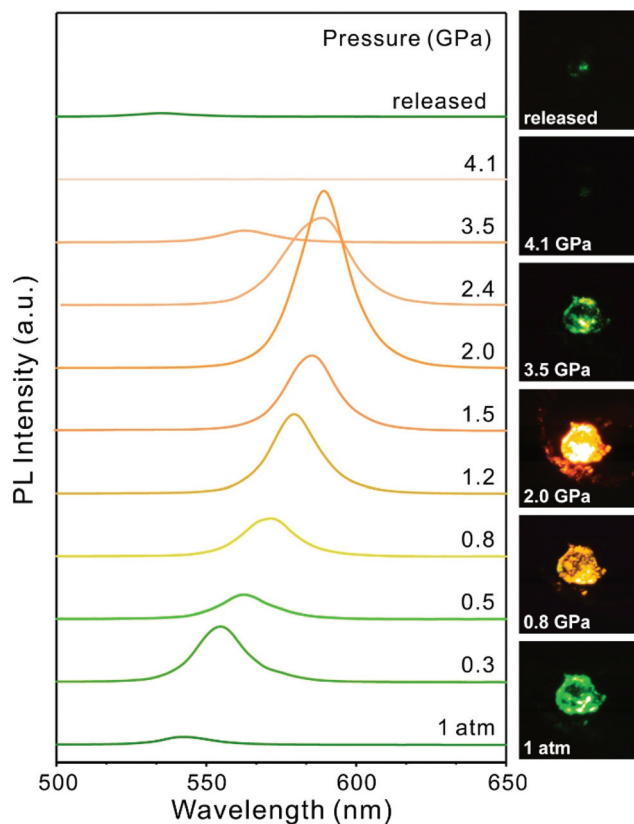 Pressure (GPa)
released
4.1
3.5
2.4
2.0
1.5
1.2
0.8
0.5
0.3
1 atm
PL Intensity (a.u.)
500
550
600
650
Wavelength (nm)
released
4.1 GPa
3.5 GPa
2.0 GPa
0.8 GPa
1 atm